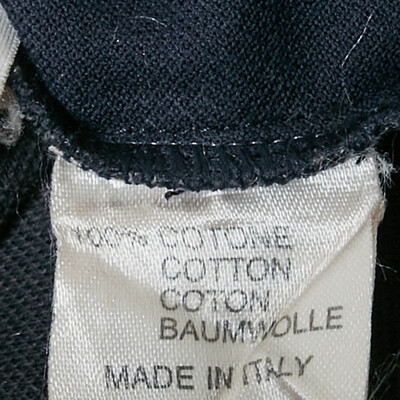 100% COTONE
COTTON
COTON
BAUMWOLLE
MADE IN ITALY